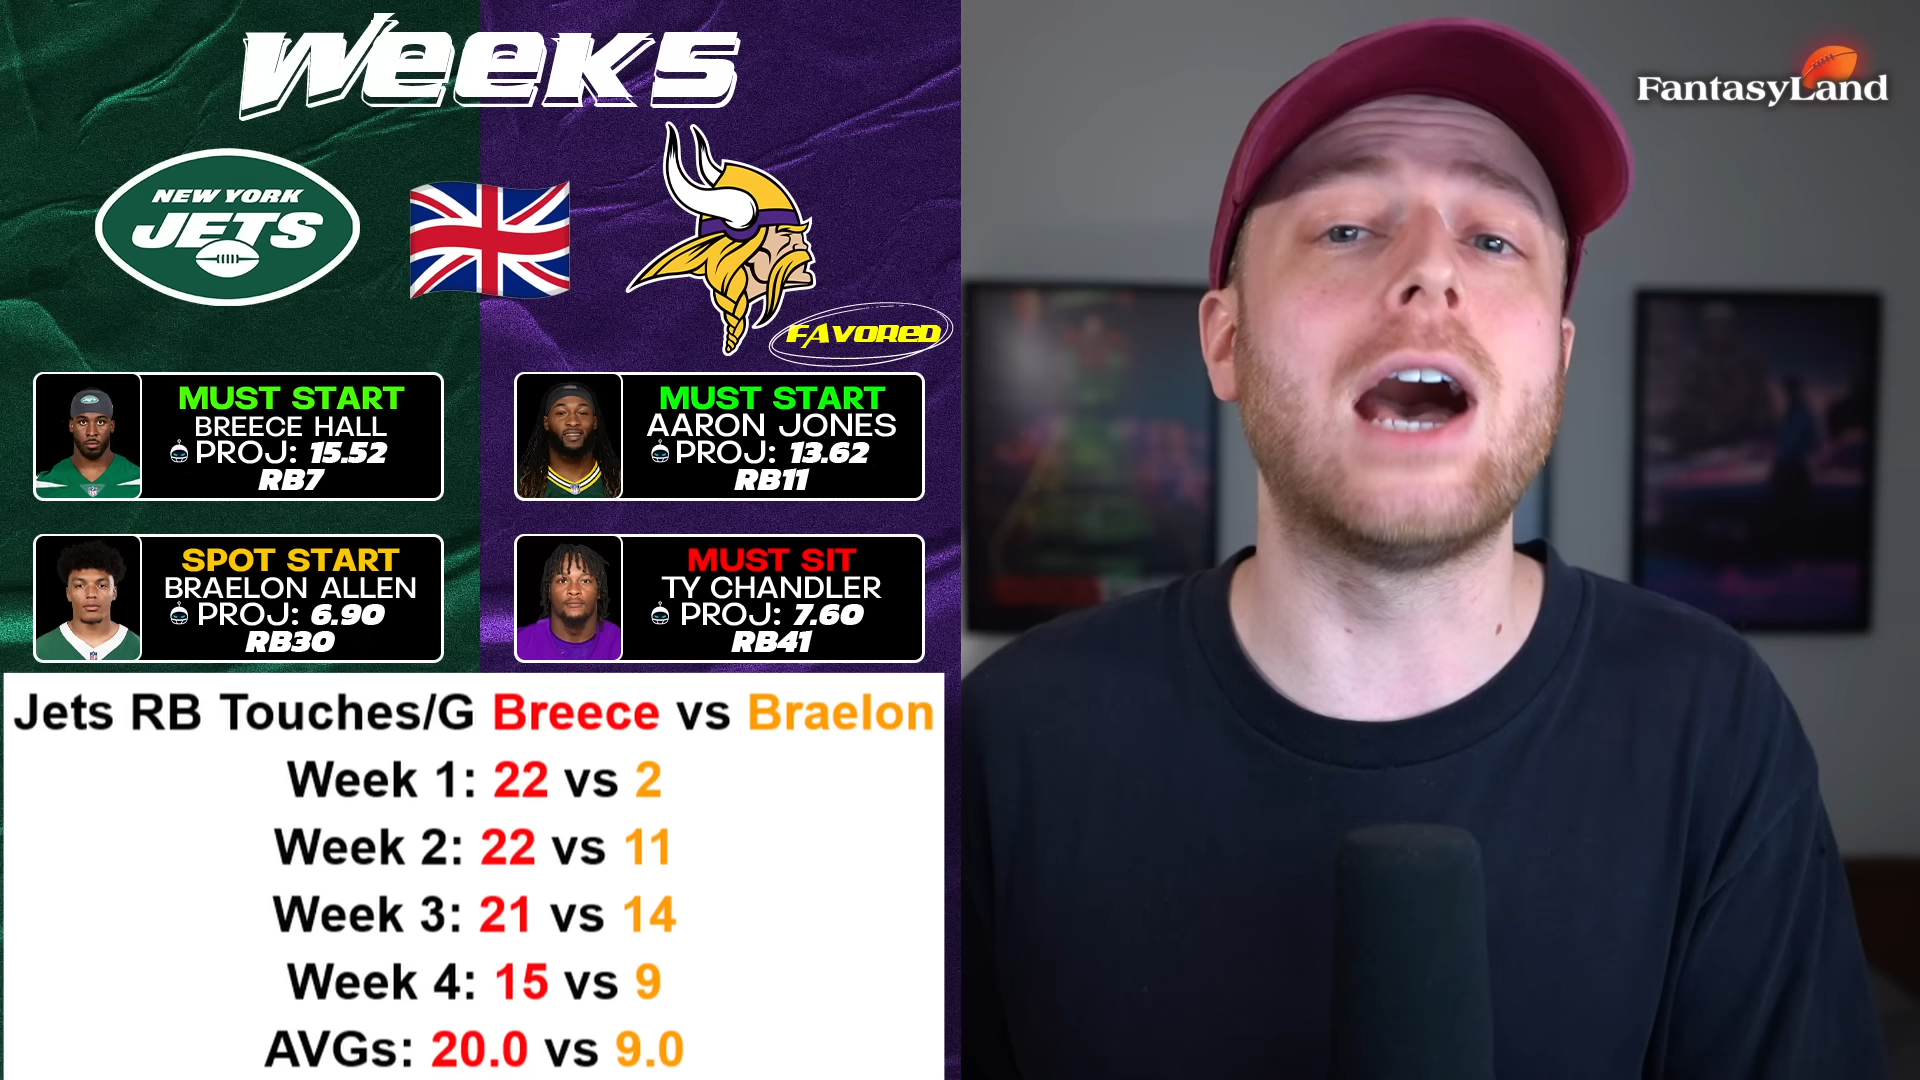 WEEK 5
FantasyLand
NEW YORK
JETS
FAVORED
MUST START
BREECE HALL
PROJ: 15.52
RB7
MUST START
AARON JONES
PROJ: 13.62
RB11
SPOT START
BRAELON ALLEN
PROJ: 6.90
RB30
MUST SIT
TY CHANDLER
PROJ: 7.60
RB41
Jets RB Touches/G Breece vs Braelon
Week 1: 22 vs 2
Week 2: 22 vs 11
Week 3: 21 vs 14
Week 4: 15 vs 9
AVGs: 20.0 vs 9.0